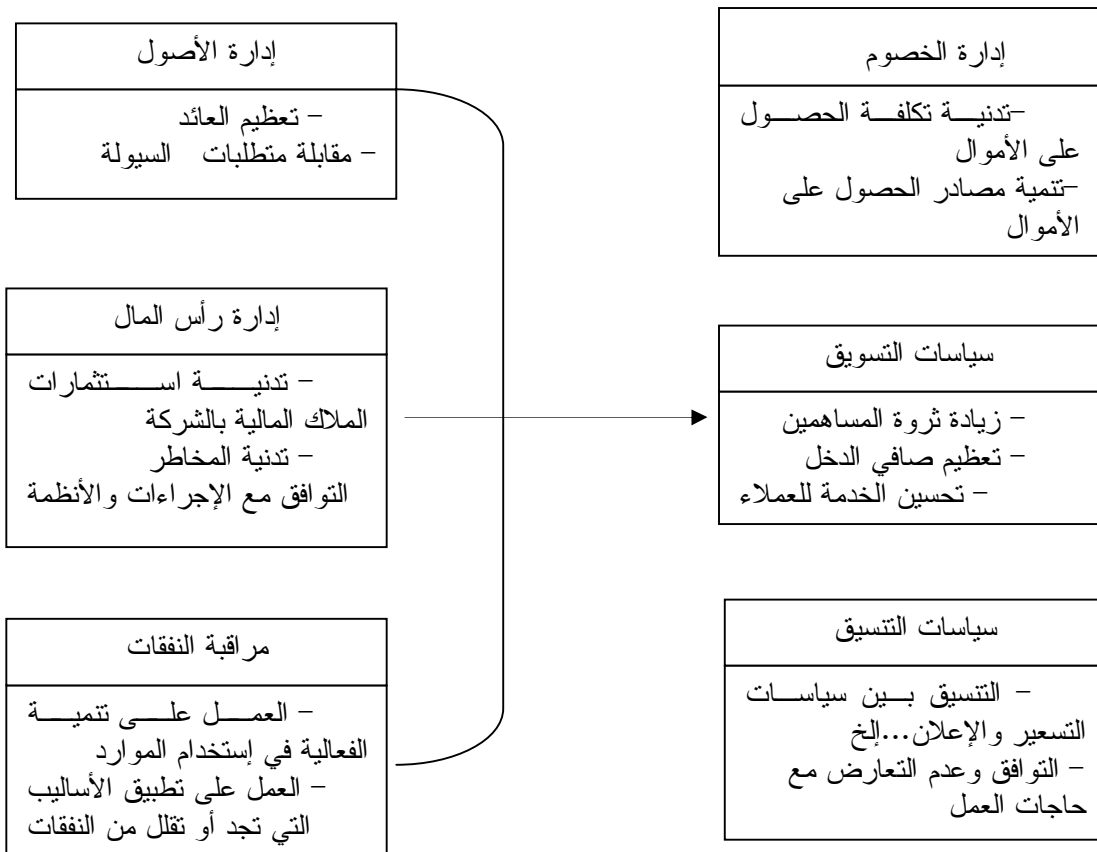 إدارة الخصوم
–تدنية تكلفة الحصول
على الأموال
–تنمية مصادر الحصول على
الأموال
إدارة الأصول
– تعظيم العائد
– مقابلة متطلبات السيولة
سياسات التسويق
– زيادة ثروة المساهمين
– تعظيم صافي الدخل
– تحسين الخدمة للعملاء
إدارة رأس المال
– تدنية استثمارات
الملاك المالية بالشركة
– تدنية المخاطر
التوافق مع الإجراءات والأنظمة
سياسات التنسيق
– التنسيق بين سياسات
التسعير والإعلان...إلخ
– التوافق وعدم التعارض مع
حاجات العمل
مراقبة النفقات
– العمل على تنمية
الفعالية في إستخدام الموارد
– العمل على تطبيق الأساليب
التي تجد أو تقلل من النفقات